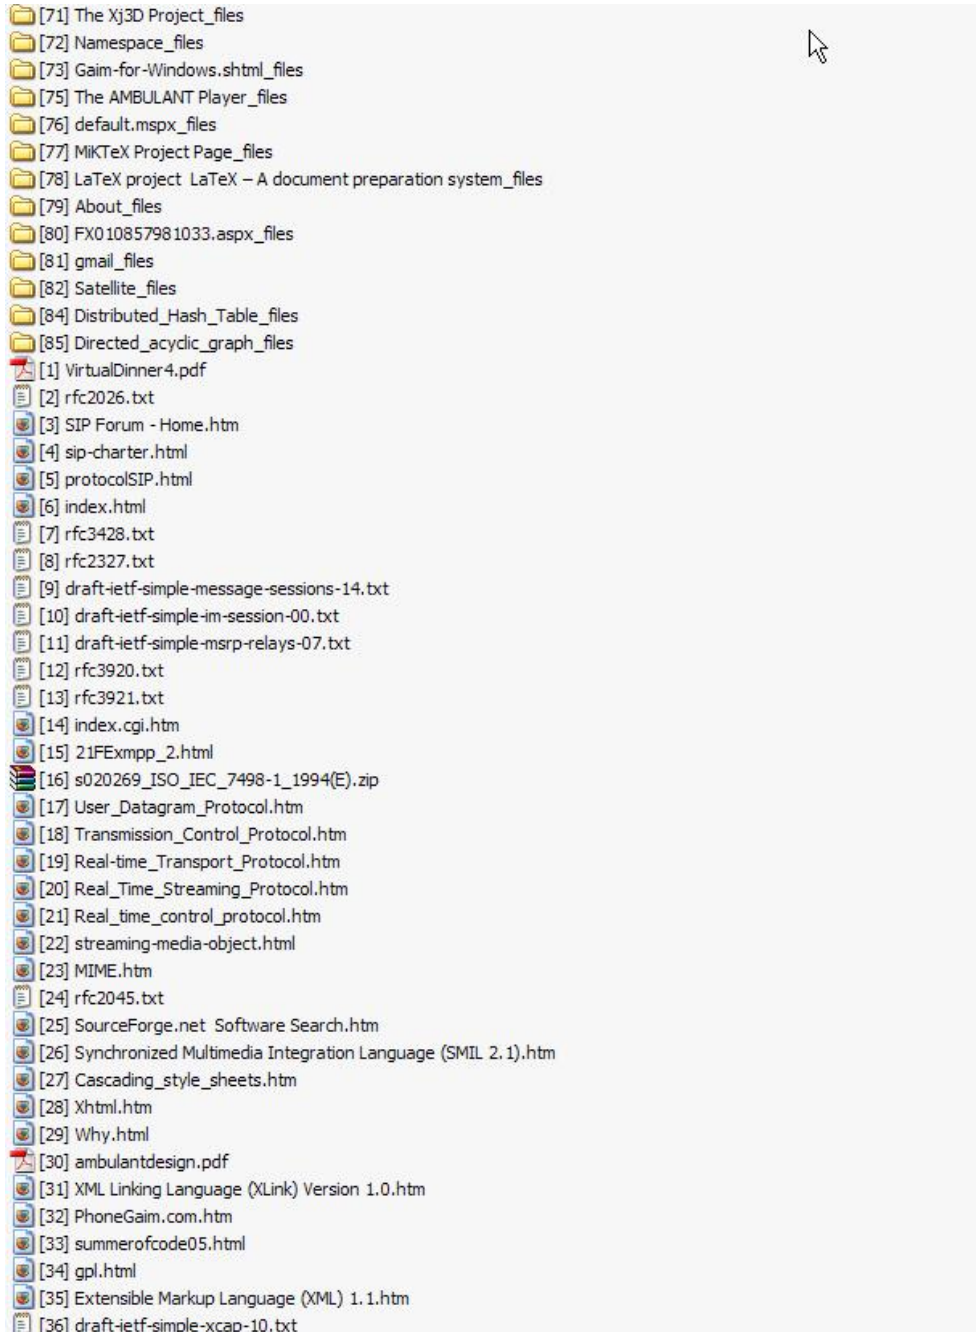 [71] The Xj3D Project_files
[72] Namespace_files
[73] Gaim-for-Windows.shtml_files
[75] The AMBULANT Player_files
[76] default.mspx_files
[77] MiKTeX Project Page_files
[78] LaTeX project  LaTeX – A document preparation system_files
[79] About_files
[80] FX010857981033.aspx_files
[81] gmail_files
[82] Satellite_files
[84] Distributed_Hash_Table_files
[85] Directed_acyclic_graph_files
[1] VirtualDinner4.pdf
[2] rfc2026.txt
[3] SIP Forum - Home.htm
[4] sip-charter.html
[5] protocolSIP.html
[6] index.html
[7] rfc3428.txt
[8] rfc2327.txt
[9] draft-ietf-simple-message-sessions-14.txt
[10] draft-ietf-simple-im-session-00.txt
[11] draft-ietf-simple-msrp-relays-07.txt
[12] rfc3920.txt
[13] rfc3921.txt
[14] index.cgi.htm
[15] 21FExmpp_2.html
[16] s020269_ISO_IEC_7498-1_1994(E).zip
[17] User_Datagram_Protocol.htm
[18] Transmission_Control_Protocol.htm
[19] Real-time_Transport_Protocol.htm
[20] Real_Time_Streaming_Protocol.htm
[21] Real_time_control_protocol.htm
[22] streaming-media-object.html
[23] MIME.htm
[24] rfc2045.txt
[25] SourceForge.net  Software Search.htm
[26] Synchronized Multimedia Integration Language (SMIL 2.1).htm
[27] Cascading_style_sheets.htm
[28] Xhtml.htm
[29] Why.html
[30] ambulantdesign.pdf
[31] XML Linking Language (XLink) Version 1.0.htm
[32] PhoneGaim.com.htm
[33] summerofcode05.html
[34] gpl.html
[35] Extensible Markup Language (XML) 1.1.htm
[36] draft-ietf-simple-xcap-10.txt